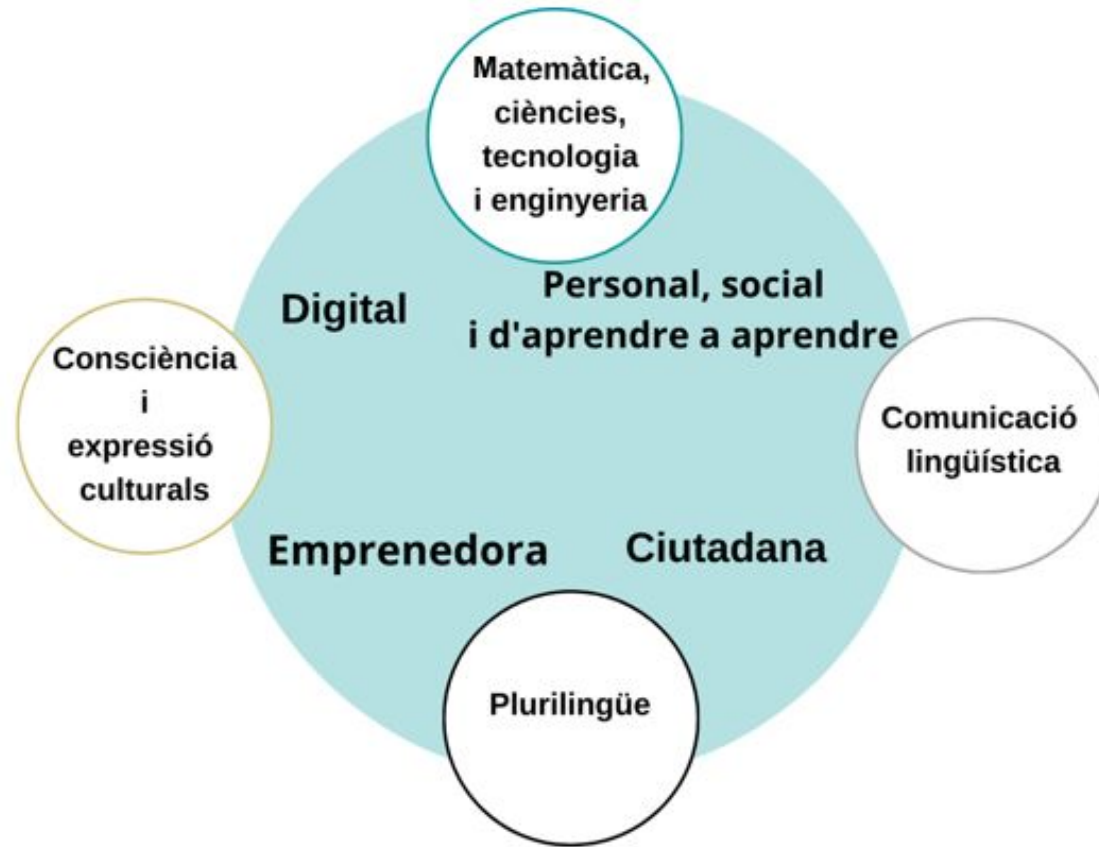 Matemàtica,
ciències,
tecnologia
i enginyeria
Digital
Personal, social
i d'aprendre a aprendre
Consciència
i
expressió
culturals
Comunicació
lingüística
Emprenedora
Ciutadana
Plurilingüe